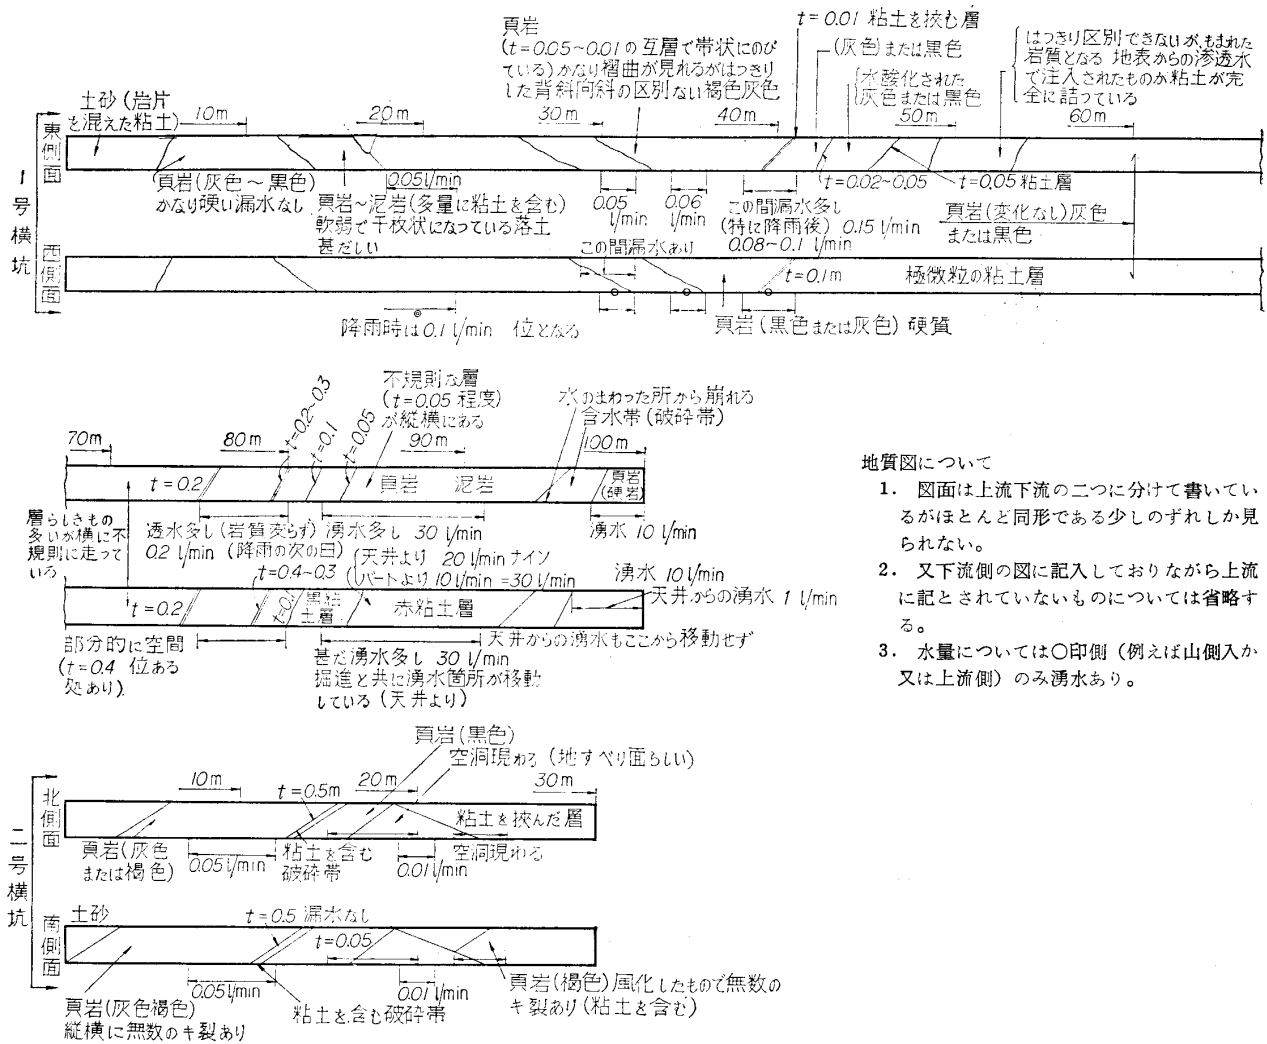 頁岩
(t=0.05~0.01の互層で帯状にのび
ている)かなり褶曲が見れるがはっきり
した背斜向斜の区別ない褐色灰色
t=0.01 粘土を挾む層
(灰色)または黒色
水酸化された
灰色または黒色
はっきり区別できないが、もまれた
岩質となる 地表からの滲透水
で注入されたものか粘土が完
全に詰っている
土砂(岩片
を混えた粘土)
10m
20m
30m
40m
50m
60m
1号横坑
東側面
頁岩(灰色~黒色)
かなり硬い漏水なし
0.05 l/min
頁岩~泥岩(多量に粘土を含む)
軟弱で千枚状になっている落土
甚だしい
0.05
l/min
0.06
l/min
この間漏水多し
(特に降雨後) 0.15 l/min
0.08~0.1 l/min
t=0.02~0.05
t=0.05粘土層
頁岩(変化なし)灰色
または黒色
この間漏水あり
西側面
t=0.1m
極微粒の粘土層
降雨時は0.1 l/min 位となる
頁岩(黒色または灰色)硬質
不規則な層
(t=0.05 程度)
が縦横にある
水のまわった所から崩れる
含水帯(破砕帯)
70m
80m
t=0.2~0.3
t=0.1
t=0.05
90m
100m
t=0.2
頁岩 泥岩
頁岩
(硬岩)
層らしきもの
多いが横に不
規則に走って
いる
透水多し(岩質変らず)
0.2 l/min (降雨の次の日)
湧水多し 30 l/min
湧水 10 l/min
t=0.4~0.3
天井より 20 l/minナイン
バートより 10 l/min =30 l/min
湧水 10 l/min
天井からの湧水 1 l/min
t=0.2
t=0.1
黒粘
土層
赤粘土層
部分的に空間
(t=0.4 位ある
処あり)
天井からの湧水もここから移動せず
甚だ湧水多し 30 l/min
掘進と共に湧水箇所が移動
している(天井より)
地質図について
1. 図面は上流下流の二つに分けて書いてい
るがほとんど同形である少しのずれしか見
られない。
2. 又下流側の図に記入しておりながら上流
に記とされていないものについては省略す
る。
3. 水量については○印側(例えば山側入か
又は上流側)のみ湧水あり。
頁岩(黒色)
空洞現わる(地すべり面らしい)
10m
t=0.5m
20m
30m
二号横坑
北側面
粘土を挾んだ層
頁岩(灰色
または褐色)
0.05 l/min
粘土を含む
破砕帯
0.01 l/min
空洞現わる
南側面
土砂
t=0.5 漏水なし
t=0.05
0.05 l/min
0.01 l/min
頁岩(灰色褐色)
縦横に無数のキ裂あり
粘土を含む破砕帯
頁岩(褐色)風化したもので無数の
キ裂あり(粘土を含む)